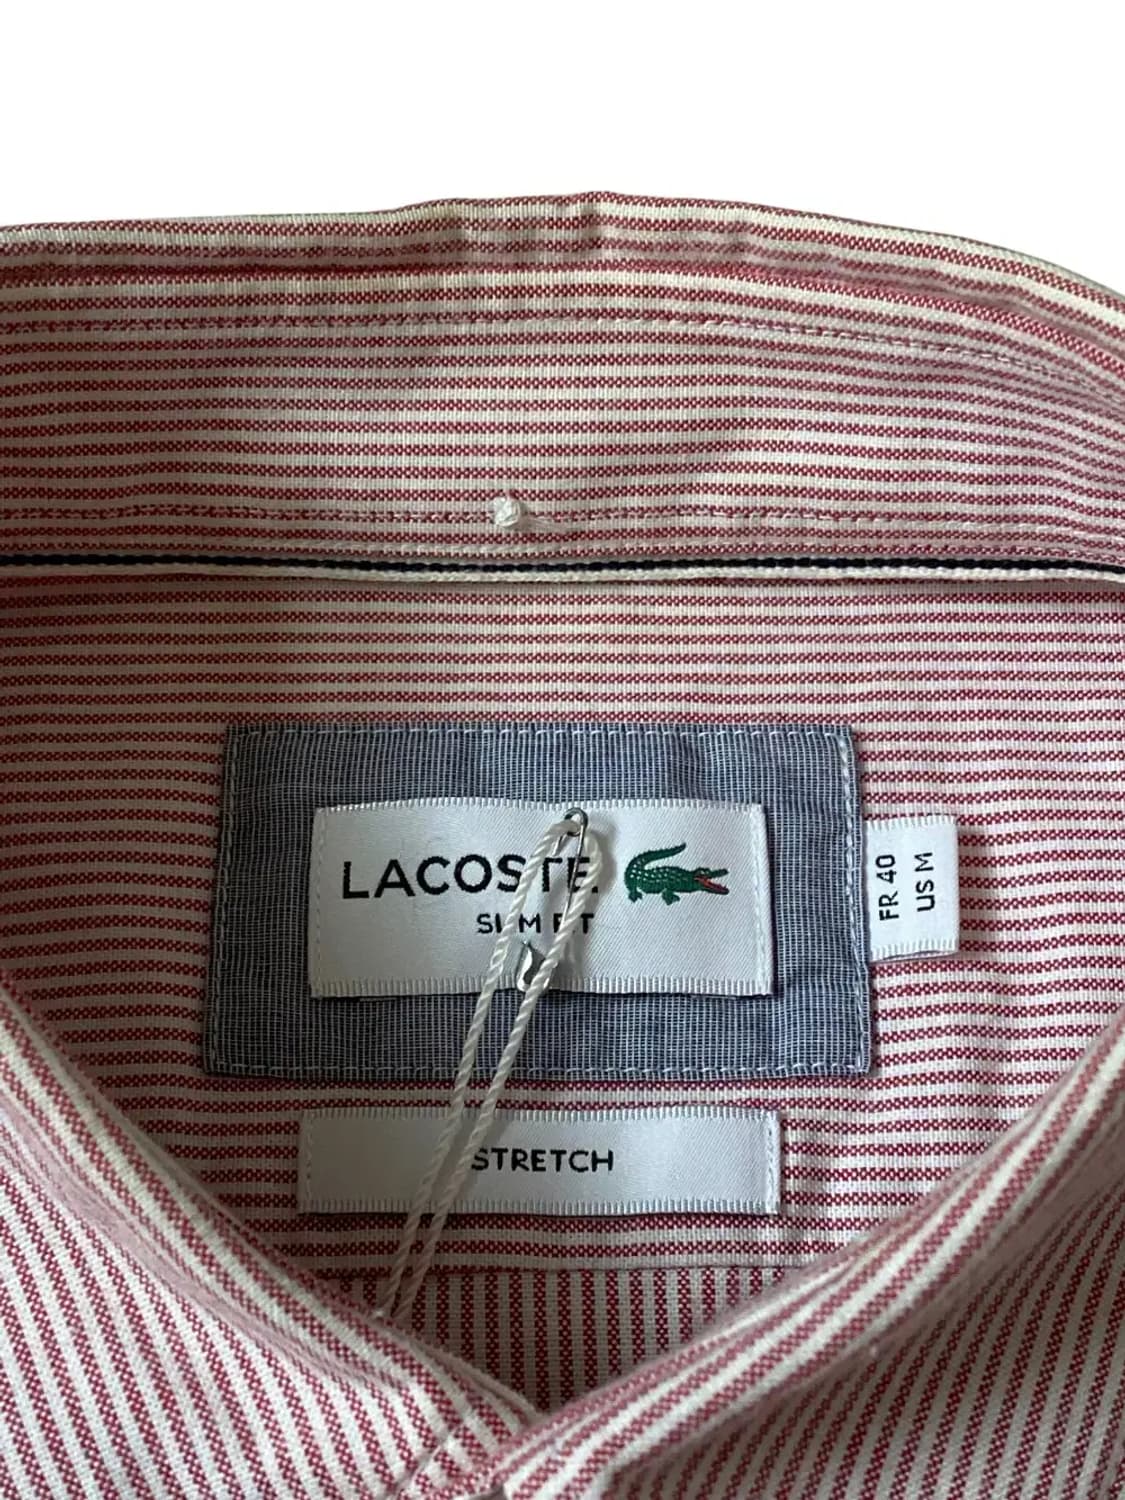 LACOSTE
SLIM FIT
FR 40
US M
STRETCH